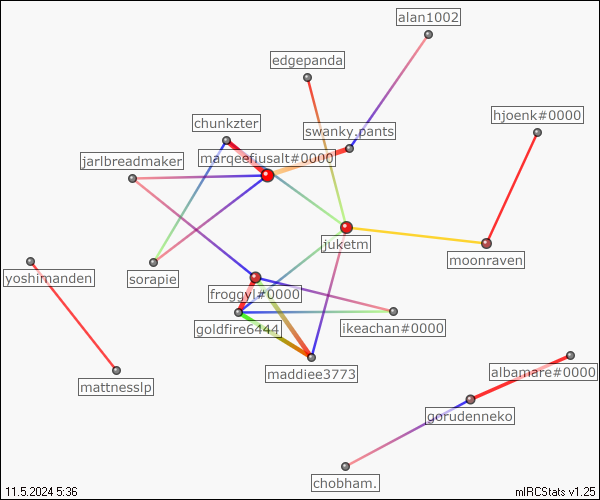 alan1002
edgepanda
hjoenk#0000
chunkzter
swanky.pants
marqeefiusalt#0000
jarlbreadmaker
juketm
moonraven
yoshimanden
sorapie
froggyl#0000
goldfire6444
ikeachan#0000
maddiee3773
albamare#0000
mattnesslp
gorudenneko
chobham.
11.5.2024 5:36
mIRCStats v1.25